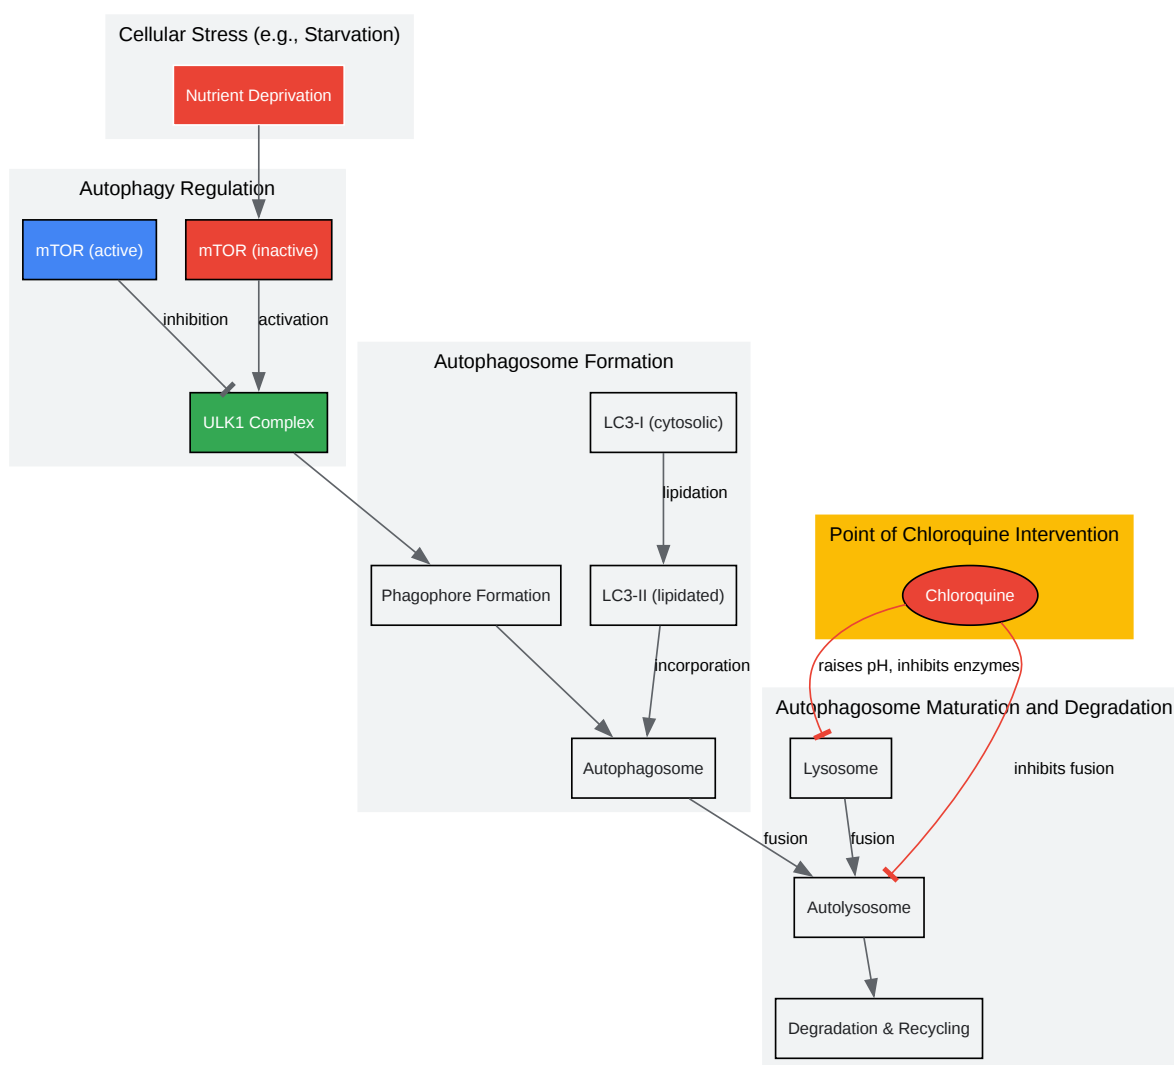 Cellular Stress (e.g., Starvation)
Nutrient Deprivation
Autophagy Regulation
mTOR (active)
mTOR (inactive)
inhibition
activation
ULK1 Complex
Autophagosome Formation
LC3-I (cytosolic)
lipidation
Phagophore Formation
LC3-II (lipidated)
incorporation
Autophagosome
Point of Chloroquine Intervention
Chloroquine
raises pH, inhibits enzymes
Autophagosome Maturation and Degradation
Lysosome
inhibits fusion
fusion
fusion
Autolysosome
Degradation & Recycling